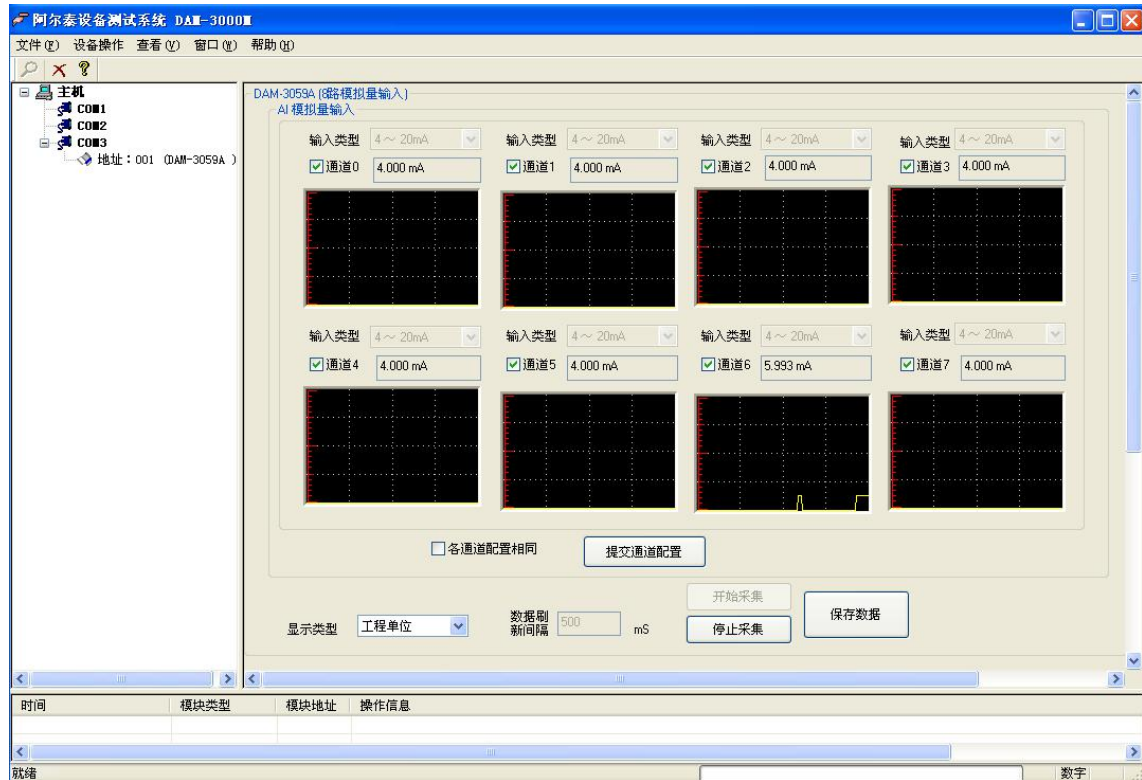 阿尔泰设备测试系统 DAM-3000M
文件(F) 设备操作 查看(V) 窗口(W) 帮助(H)
主机
COM1
COM2
COM3
地址：001 (DAM-3059A )
DAM-3059A (8路模拟量输入)
AI 模拟量输入
输入类型 4～ 20mA 输入类型 4～ 20mA 输入类型 4～ 20mA 输入类型 4～ 20mA
通道0 4.000 mA 通道1 4.000 mA 通道2 4.000 mA 通道3 4.000 mA
输入类型 4～ 20mA 输入类型 4～ 20mA 输入类型 4～ 20mA 输入类型 4～ 20mA
通道4 4.000 mA 通道5 4.000 mA 通道6 5.993 mA 通道7 4.000 mA
各通道配置相同 提交通道配置
显示类型 工程单位
数据刷
新间隔 500 mS
开始采集
停止采集
保存数据
时间 模块类型 模块地址 操作信息
就绪 数字